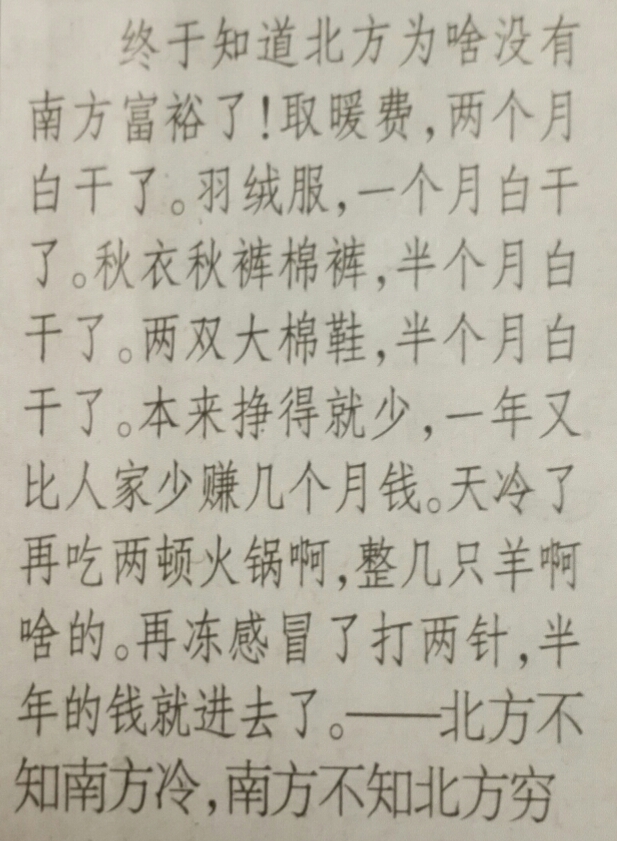 终于知道北方为啥没有
南方富裕了!取暖费,两个月
白干了。羽绒服,一个月白干
了。秋衣秋裤棉裤,半个月白
干了。两双大棉鞋,半个月白
干了。本来挣得就少,一年又
比人家少赚几个月钱。天冷了
再吃两顿火锅啊,整几只羊啊
啥的。再冻感冒了打两针,半
年的钱就进去了。——北方不
知南方冷,南方不知北方穷